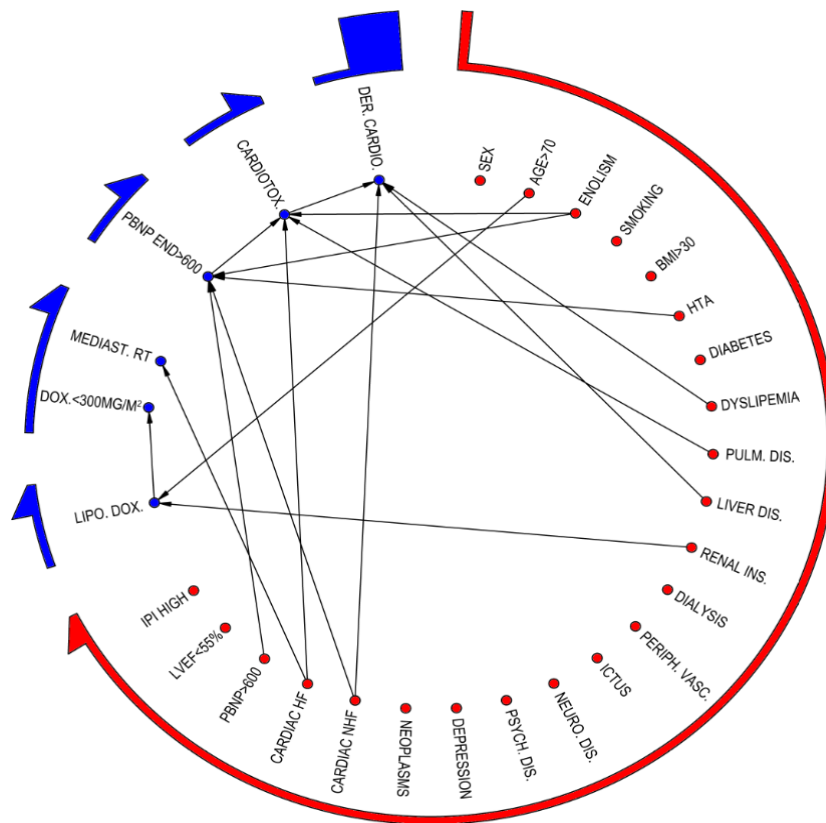 DER. CARDIO.
SEX
AGE>70
ENOLISM
SMOKING
BMI>30
HTA
DIABETES
DYSLIPEMIA
PULM. DIS.
LIVER DIS.
RENAL INS.
DIALYSIS
PERIPH. VASC.
ICTUS
NEURO. DIS.
PSYCH. DIS.
DEPRESSION
NEOPLASMS
CARDIAC NHF
CARDIAC HF
PBNP>600
LVEF<55%
IPI HIGH
LIPO. DOX.
DOX.<300MG/M²
MEDIAST. RT
PBNP END>600
CARDIOTOX.